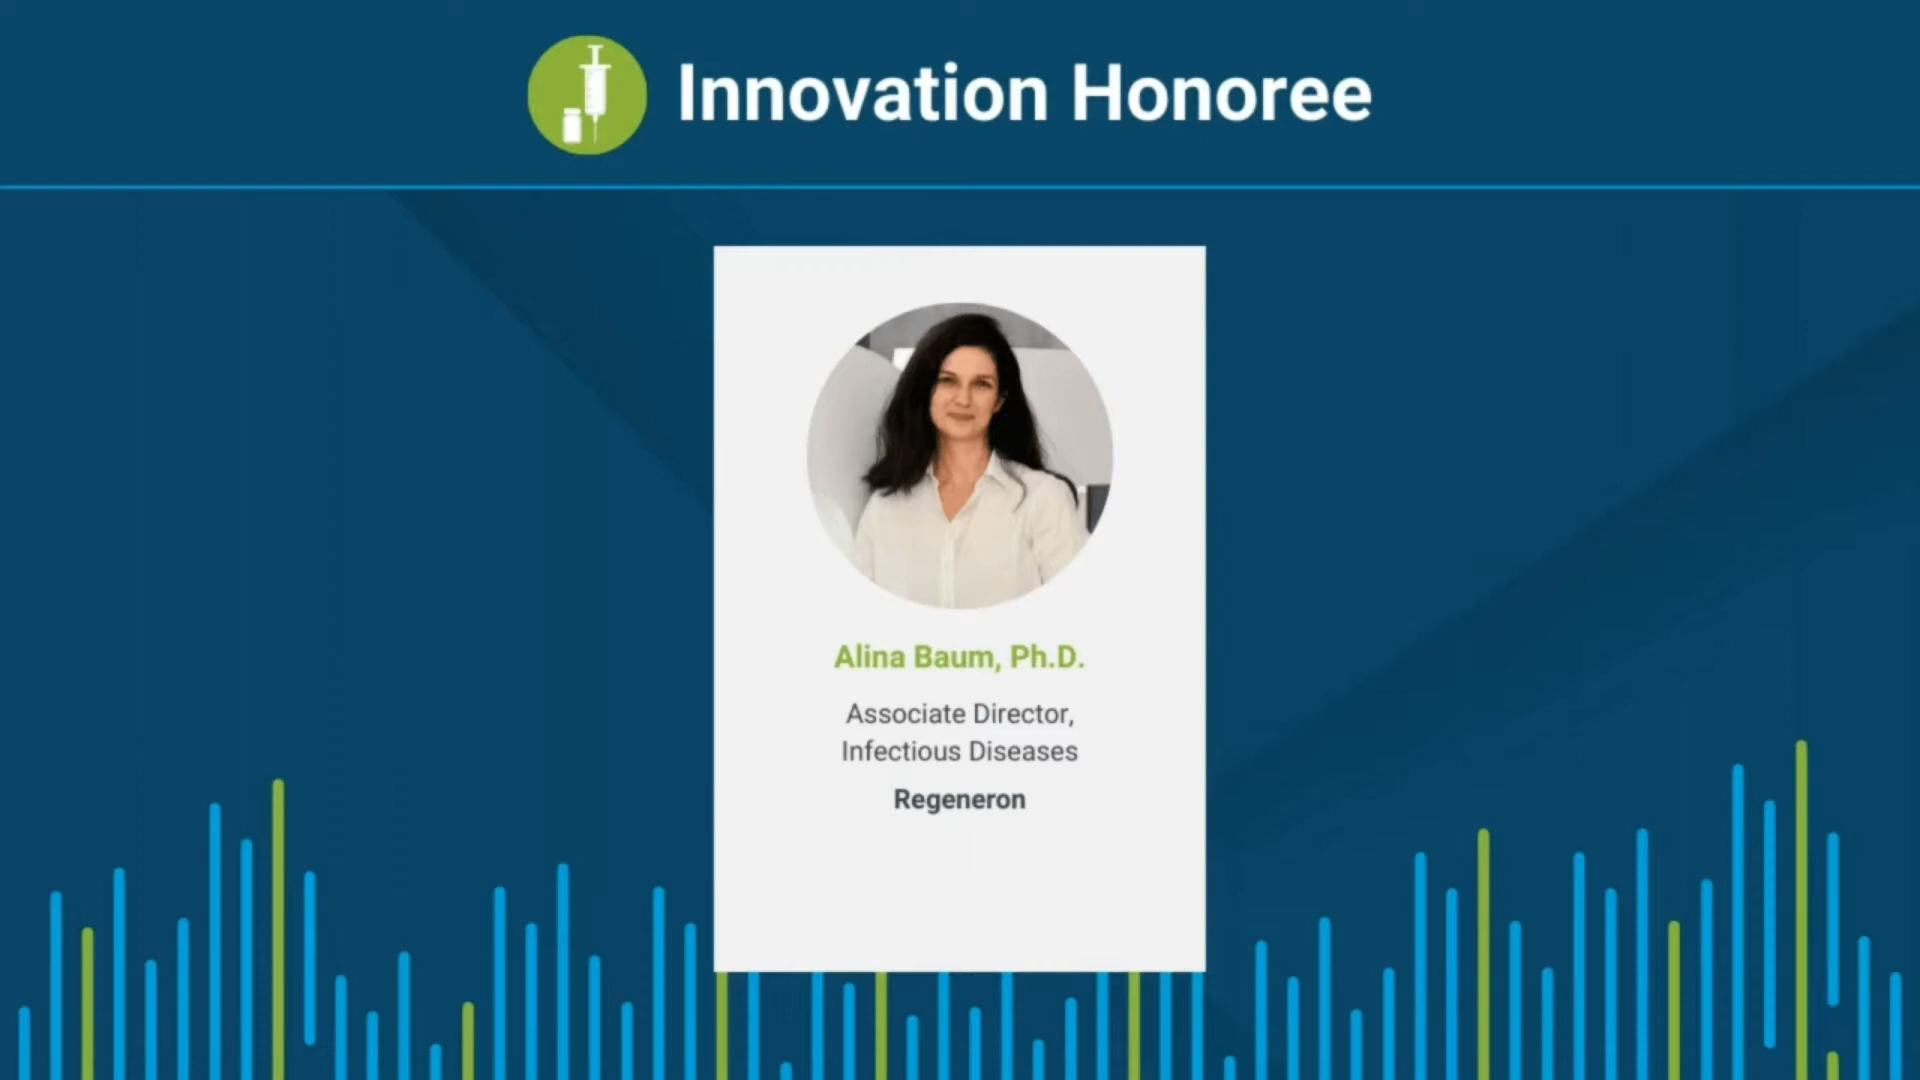 Innovation Honoree
Alina Baum, Ph.D.
Associate Director,
Infectious Diseases
Regeneron